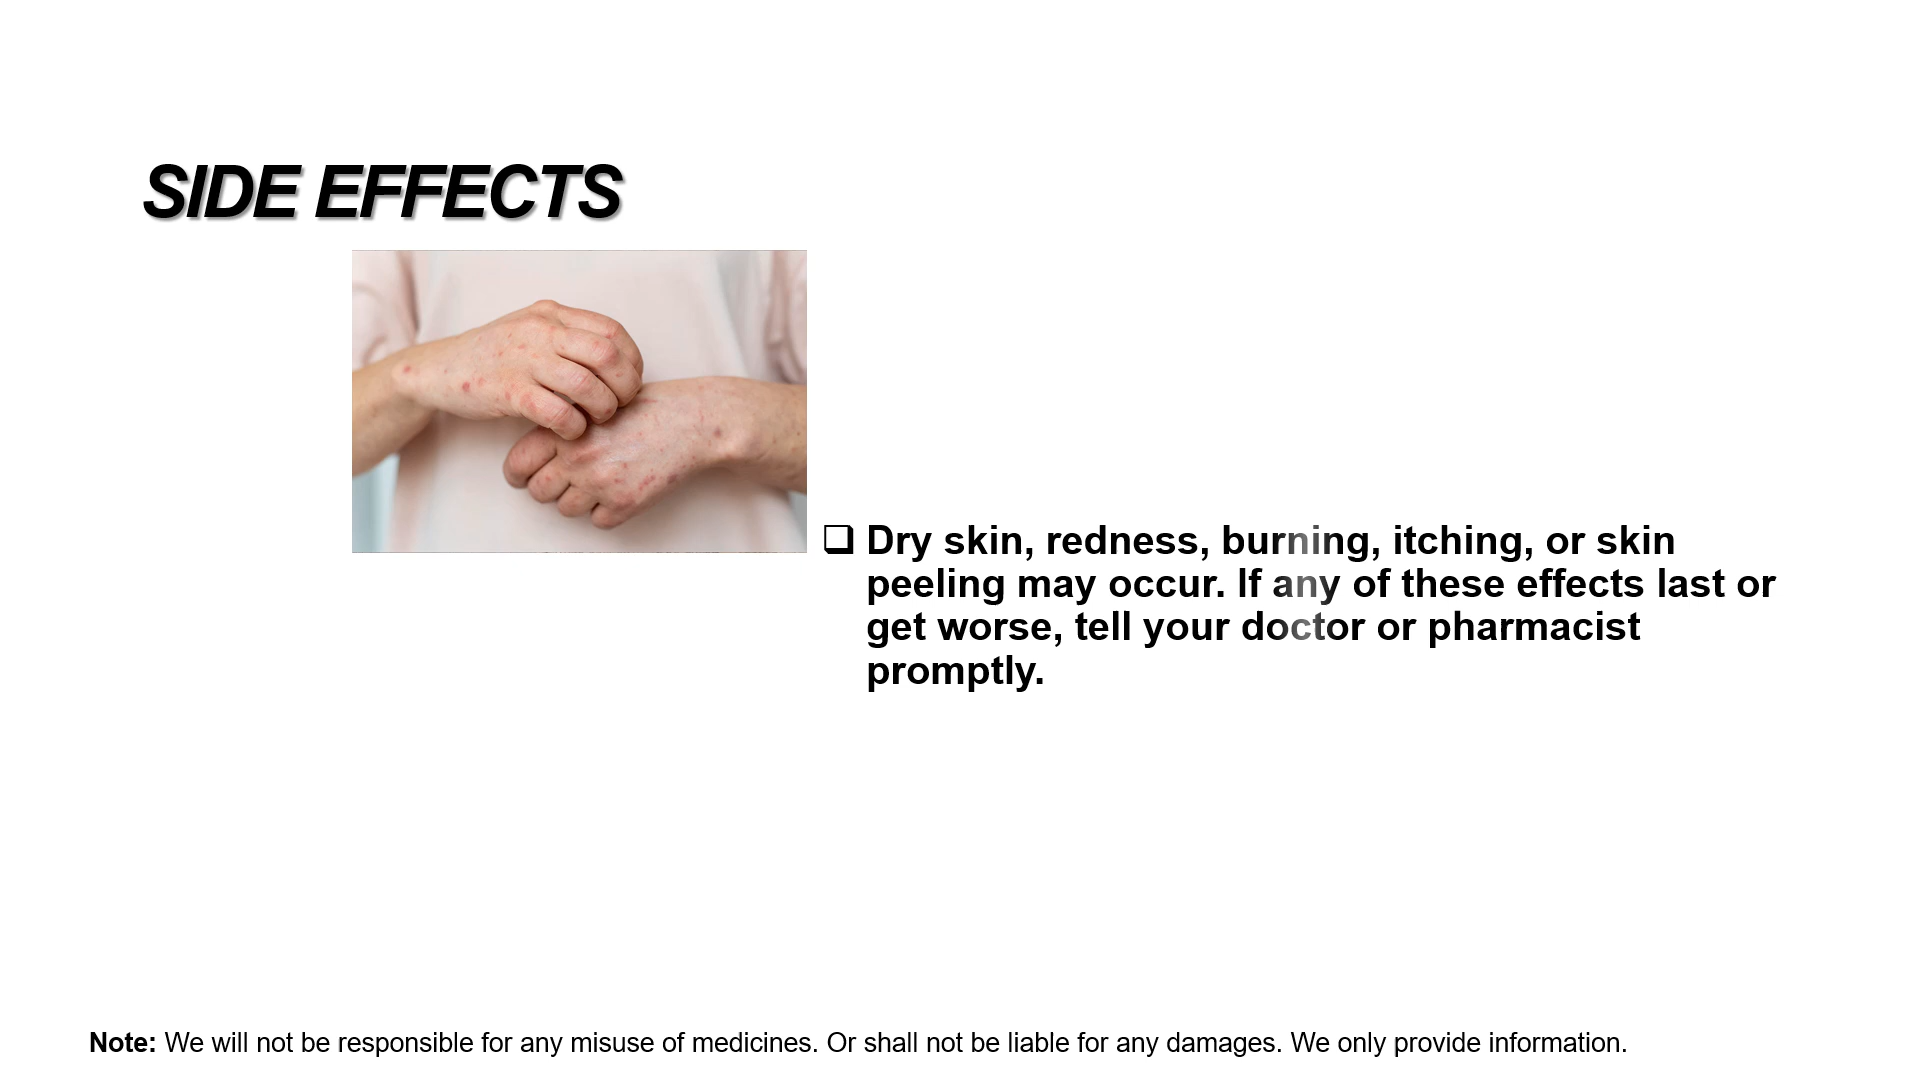 SIDE EFFECTS
❑ Dry skin, redness, burning, itching, or skin
peeling may occur. If any of these effects last or
get worse, tell your doctor or pharmacist
promptly.
Note: We will not be responsible for any misuse of medicines. Or shall not be liable for any damages. We only provide information.